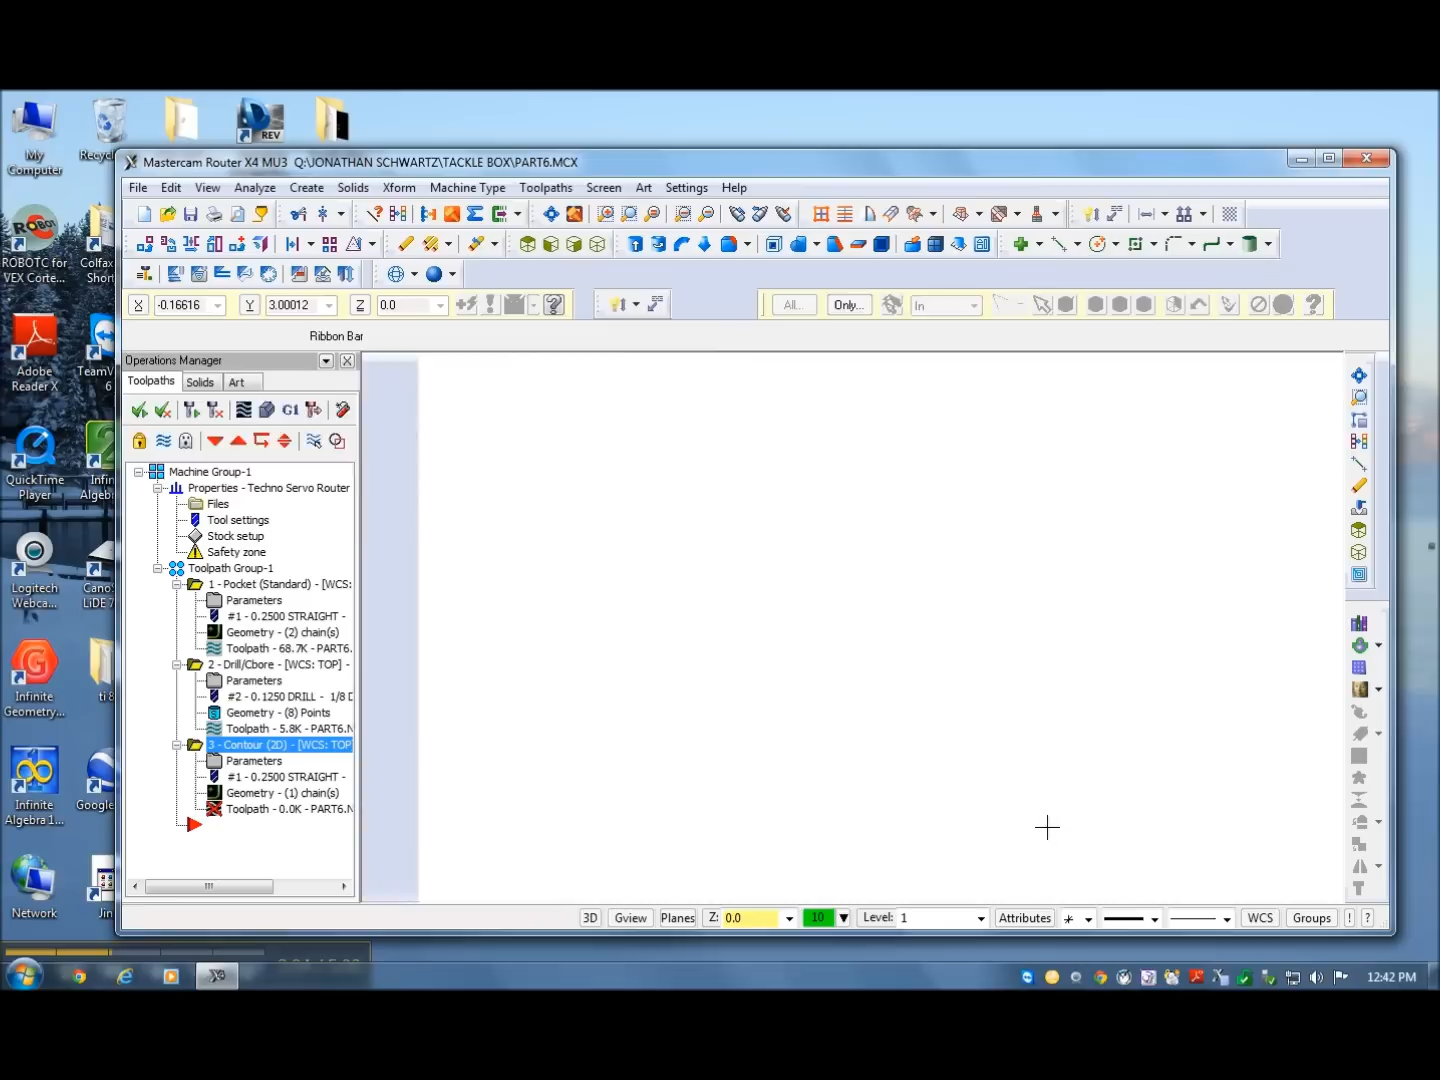 REV
My
Computer
Recycl
Mastercam Router X4 MU3 Q:\JONATHAN SCHWARTZ\TACKLE BOX\PART6.MCX
File Edit View Analyze Create Solids Xform Machine Type Toolpaths Screen Art Settings Help
ROBOTC for
VEX Corte...
Colfax
Short
X -0.16616 Y 3.00012 Z 0.0 All... Only... In
Ribbon Bar
Operations Manager
Toolpaths Solids Art
G1
Adobe
Reader X
TeamV
6
Machine Group-1
Properties - Techno Servo Router
Files
Tool settings
Stock setup
Safety zone
Toolpath Group-1
1 - Pocket (Standard) - [WCS:
Parameters
#1 - 0.2500 STRAIGHT -
Geometry - (2) chain(s)
Toolpath - 68.7K - PART6.
2 - Drill/Cbore - [WCS: TOP] -
Parameters
#2 - 0.1250 DRILL - 1/8 D
Geometry - (8) Points
Toolpath - 5.8K - PART6.N
3 - Contour (2D) - [WCS: TOP
Parameters
#1 - 0.2500 STRAIGHT -
Geometry - (1) chain(s)
Toolpath - 0.0K - PART6.N
QuickTime
Player
Infin
Algeb
Logitech
Webca...
Cano
LiDE 7
Infinite
Geometry...
ti 8
Infinite
Algebra 1...
Google
Network
Jin
3D Gview Planes Z: 0.0 10 Level: 1 Attributes WCS Groups ! ?
X4
12:42 PM